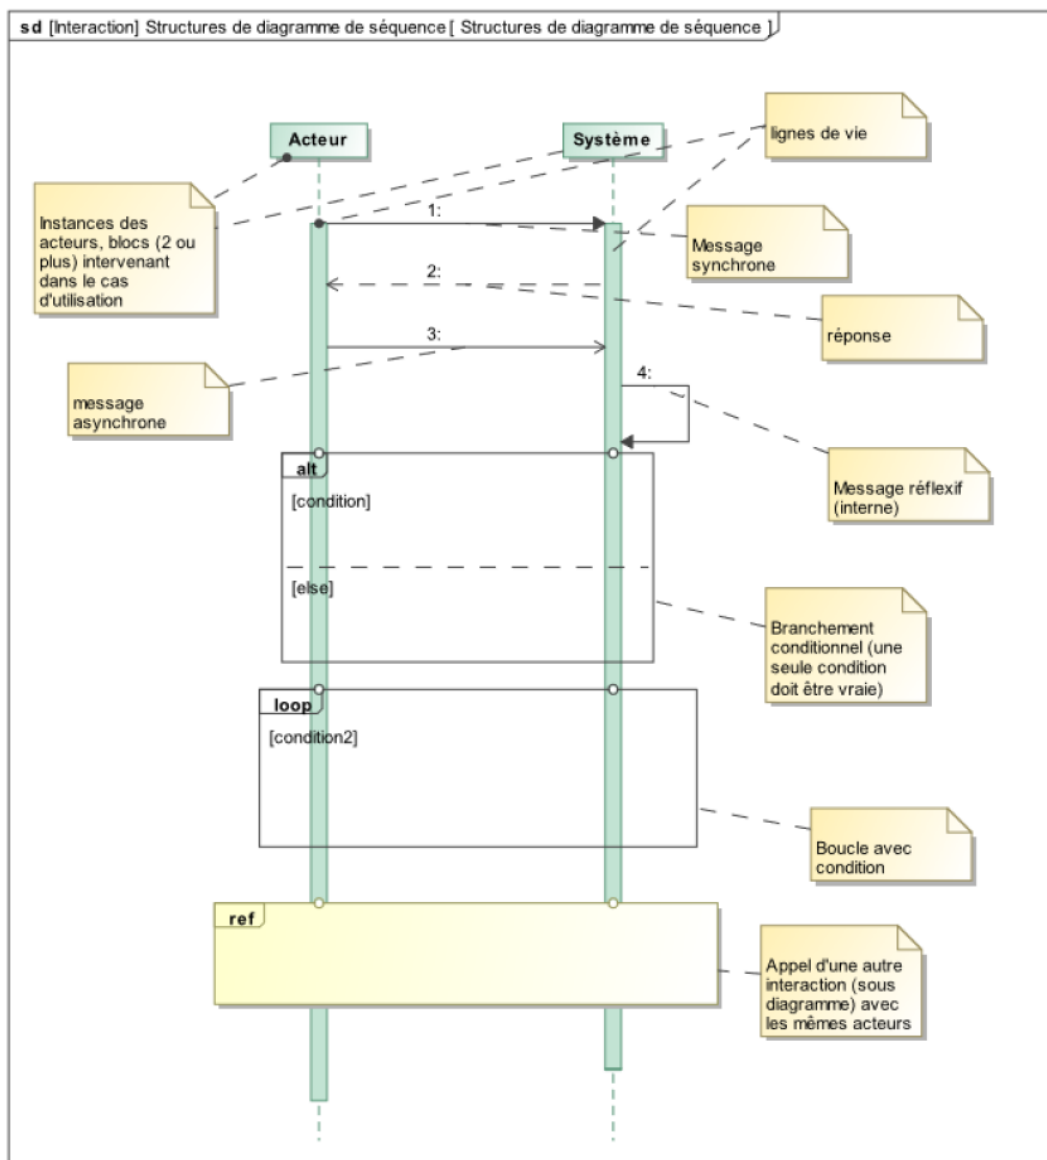 sd [Interaction] Structures de diagramme de séquence [ Structures de diagramme de séquence ]
lignes de vie
Acteur
Système
Instances des
acteurs, blocs (2 ou
plus) intervenant
dans le cas
d'utilisation
1:
Message
synchrone
2:
réponse
3:
message
asynchrone
4:
Message réflexif
(interne)
alt
[condition]
[else]
Branchement
conditionnel (une
seule condition
doit être vraie)
loop
[condition2]
Boucle avec
condition
ref
Appel d'une autre
interaction (sous
diagramme) avec
les mêmes acteurs